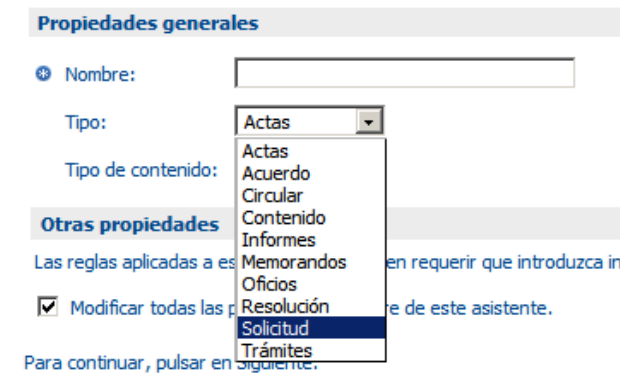 Propiedades generales
Nombre:
Tipo: Actas
Actas
Tipo de contenido: Acuerdo
Circular
Contenido
Otras propiedades
Informes
Las reglas aplicadas a es Memorandos en requerir que introduzca in
Oficios
Modificar todas las p Resolución re de este asistente.
Solicitud
Trámites
Para continuar, pulsar en Siguiente.